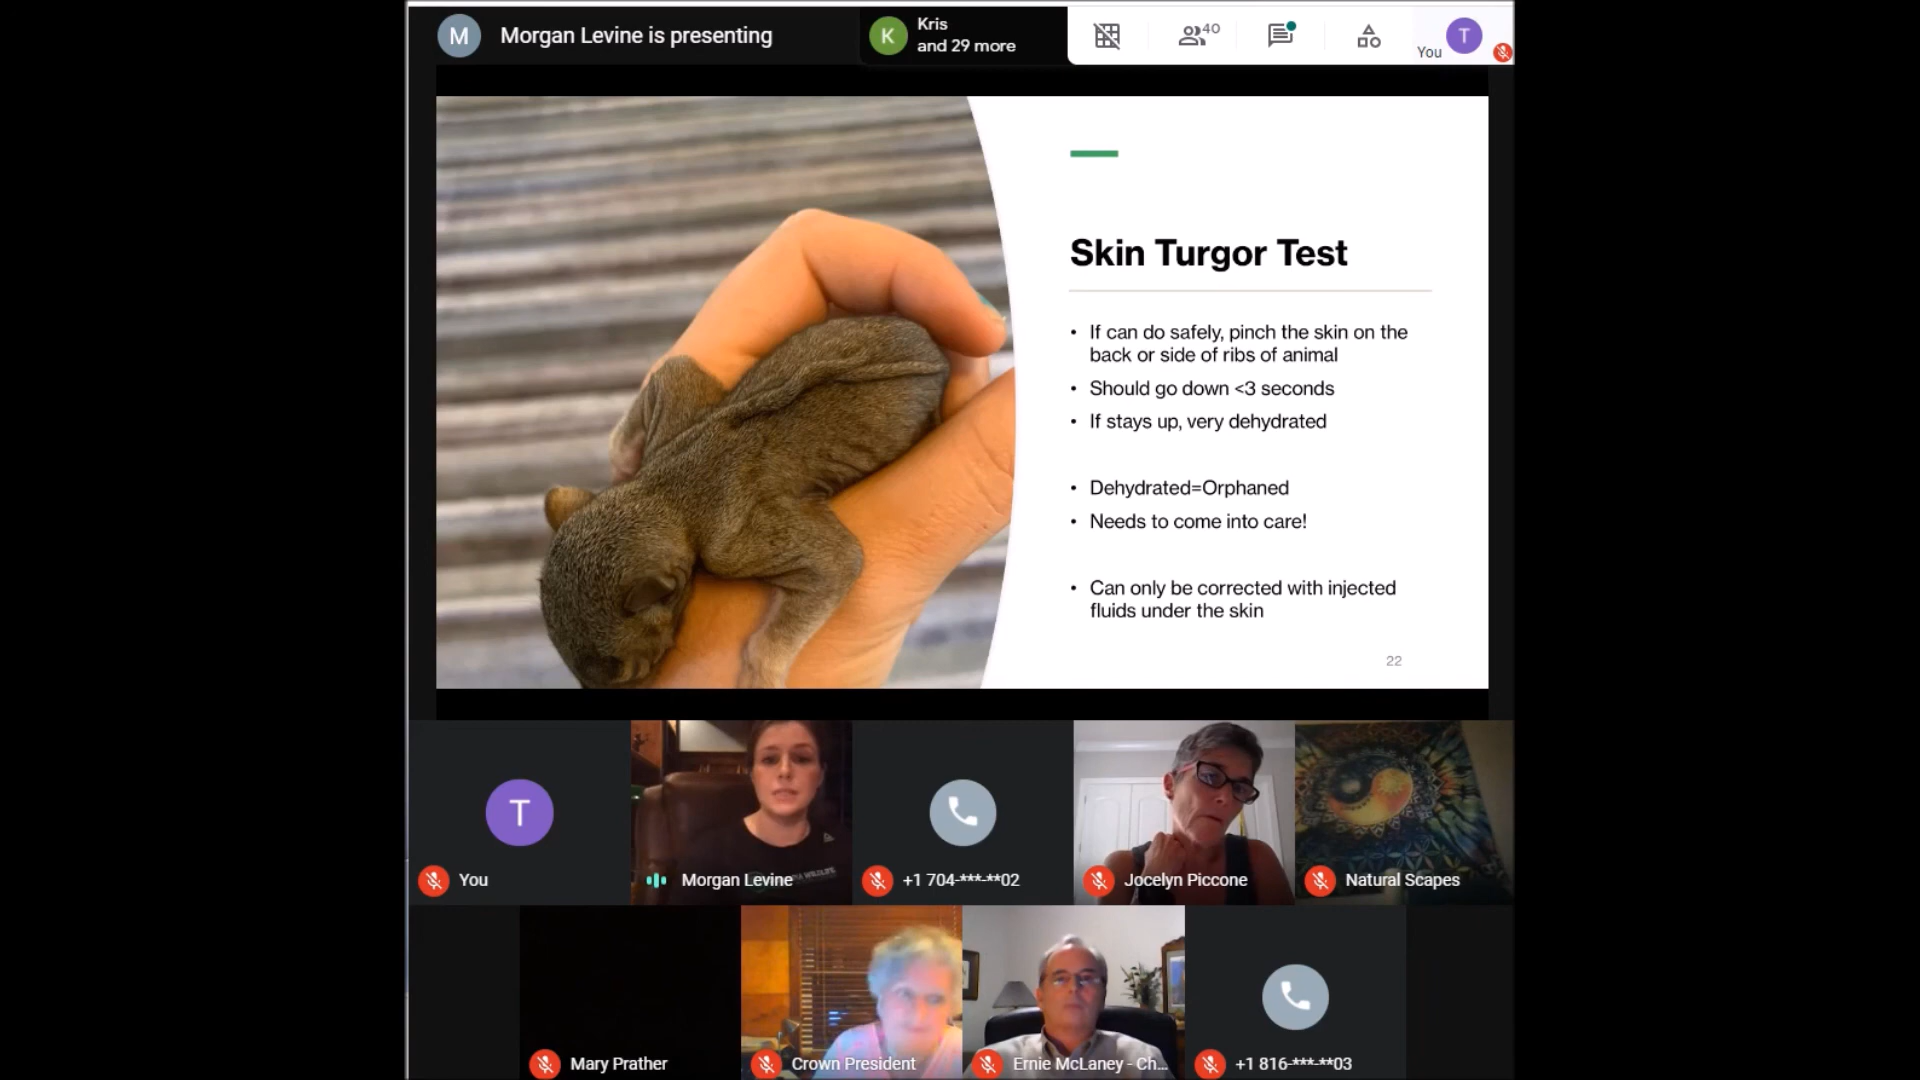 M Morgan Levine is presenting
K Kris
and 29 more
40
You T
Skin Turgor Test
• If can do safely, pinch the skin on the
back or side of ribs of animal
• Should go down <3 seconds
• If stays up, very dehydrated
• Dehydrated=Orphaned
• Needs to come into care!
• Can only be corrected with injected
fluids under the skin
22
T
You
Morgan Levine
+1 704-***-**02
Jocelyn Piccone
Natural Scapes
Mary Prather
Crown President
Ernie McLaney - Ch...
+1 816-***-**03